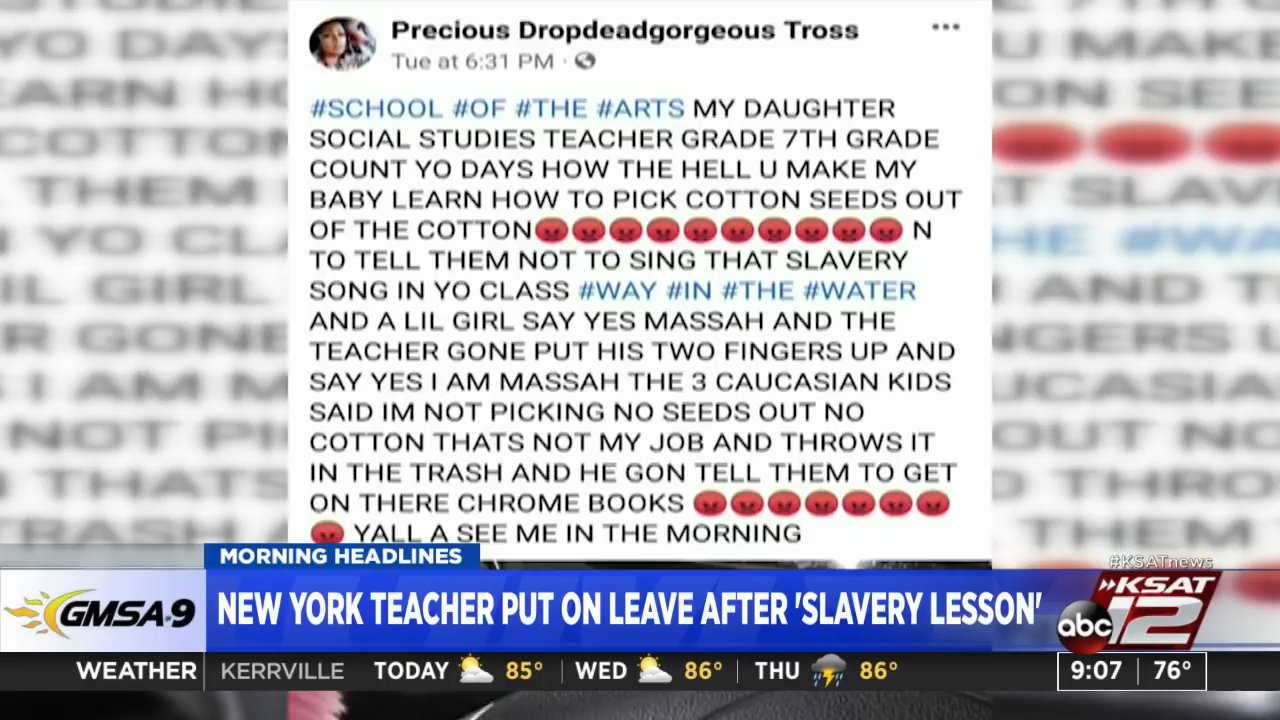 Precious Dropdeadgorgeous Tross
Tue at 6:31 PM ·
#SCHOOL #OF #THE #ARTS MY DAUGHTER
SOCIAL STUDIES TEACHER GRADE 7TH GRADE
COUNT YO DAYS HOW THE HELL U MAKE MY
BABY LEARN HOW TO PICK COTTON SEEDS OUT
OF THE COTTON😡😡😡😡😡😡😡😡😡😡 N
TO TELL THEM NOT TO SING THAT SLAVERY
SONG IN YO CLASS #WAY #IN #THE #WATER
AND A LIL GIRL SAY YES MASSAH AND THE
TEACHER GONE PUT HIS TWO FINGERS UP AND
SAY YES I AM MASSAH THE 3 CAUCASIAN KIDS
SAID IM NOT PICKING NO SEEDS OUT NO
COTTON THATS NOT MY JOB AND THROWS IT
IN THE TRASH AND HE GON TELL THEM TO GET
ON THERE CHROME BOOKS 😡😡😡😡😡😡😡
😡 YALL A SEE ME IN THE MORNING
#KSATnews
MORNING HEADLINES
GMSA@9
NEW YORK TEACHER PUT ON LEAVE AFTER 'SLAVERY LESSON'
abc KSAT 12
WEATHER KERRVILLE TODAY 85° WED 86° THU 86° 9:07 76°